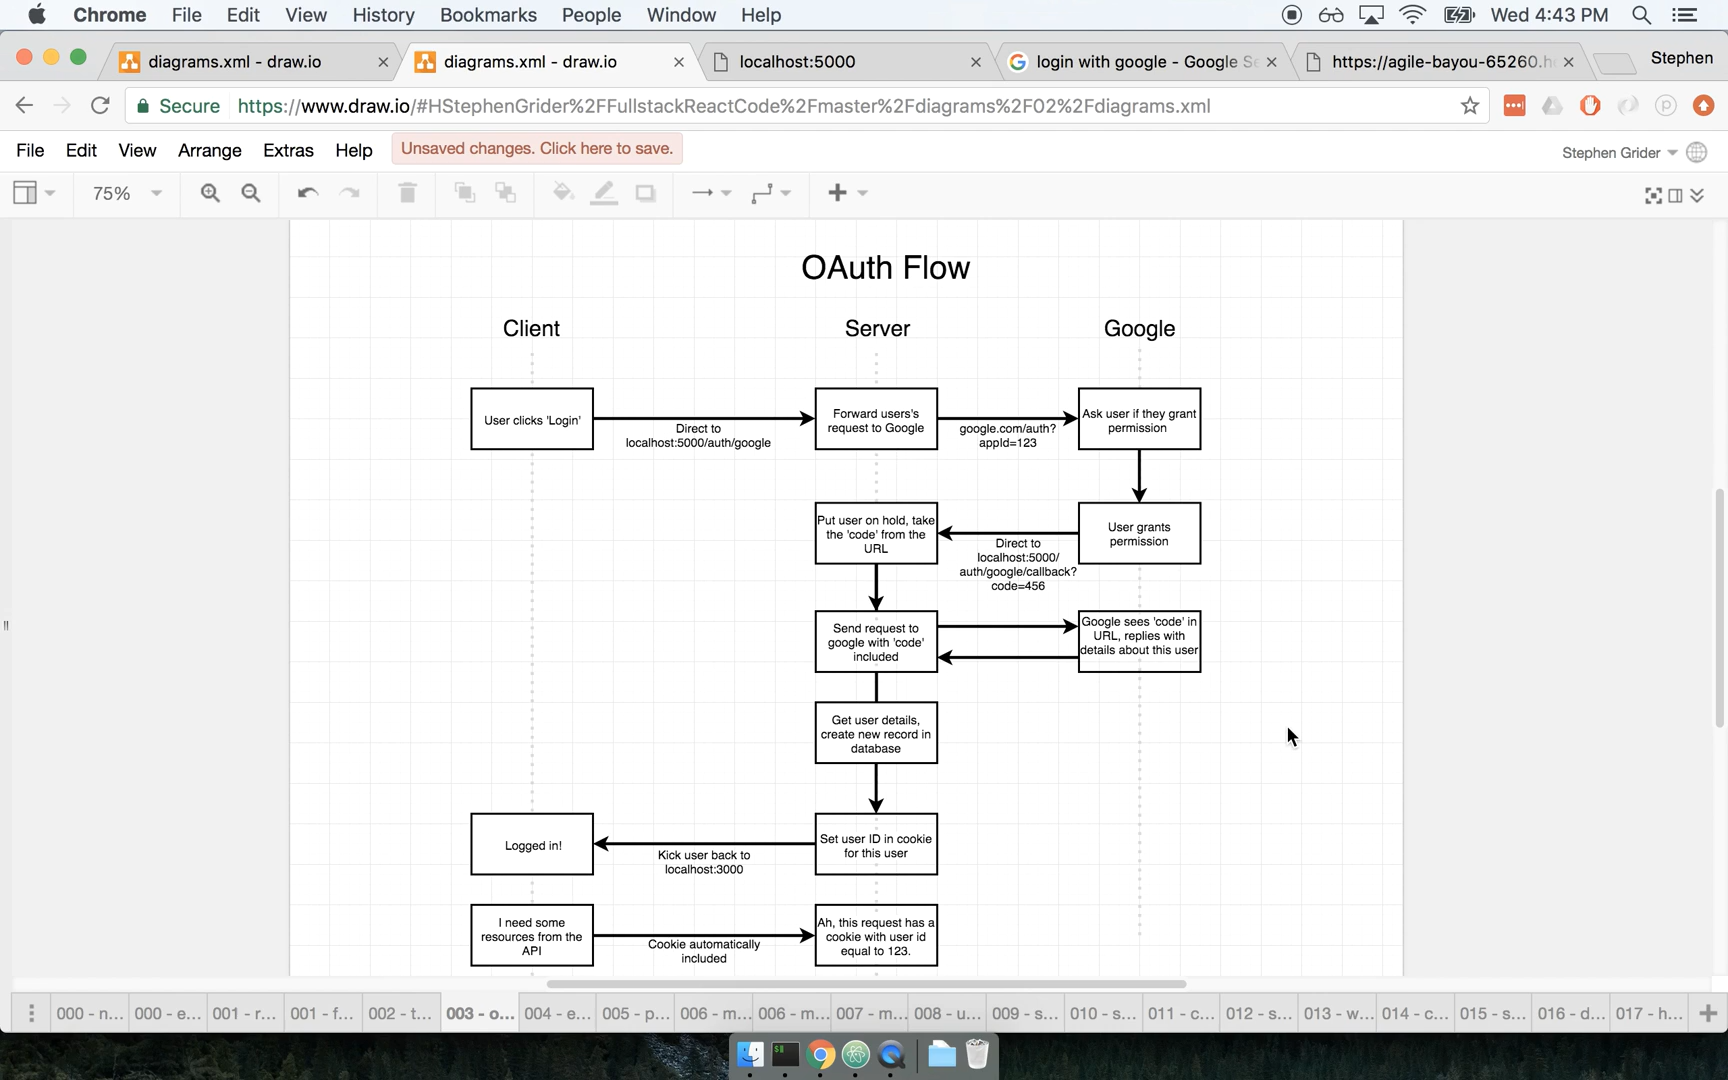 Chrome File Edit View History Bookmarks People Window Help Wed 4:43 PM
diagrams.xml - draw.io diagrams.xml - draw.io localhost:5000 login with google - Google Se https://agile-bayou-65260.he Stephen
Secure https://www.draw.io/#HStephenGrider%2FFullstackReactCode%2Fmaster%2Fdiagrams%2F02%2Fdiagrams.xml
File Edit View Arrange Extras Help Unsaved changes. Click here to save. Stephen Grider
75%
OAuth Flow
Client Server Google
User clicks 'Login'
Direct to
localhost:5000/auth/google
Forward users's
request to Google
google.com/auth?
appId=123
Ask user if they grant
permission
Put user on hold, take
the 'code' from the
URL
Direct to
localhost:5000/
auth/google/callback?
code=456
User grants
permission
Send request to
google with 'code'
included
Google sees 'code' in
URL, replies with
details about this user
Get user details,
create new record in
database
Logged in!
Kick user back to
localhost:3000
Set user ID in cookie
for this user
I need some
resources from the
API
Cookie automatically
included
Ah, this request has a
cookie with user id
equal to 123.
000 - n... 000 - e... 001 - r... 001 - f... 002 - t... 003 - o... 004 - e... 005 - p... 006 - m... 006 - m... 007 - m... 008 - u... 009 - s... 010 - s... 011 - c... 012 - s... 013 - w... 014 - c... 015 - s... 016 - d... 017 - h...